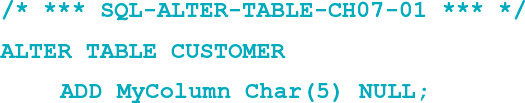 /* *** SQL-ALTER-TABLE-CH07-01 *** */
ALTER TABLE CUSTOMER
ADD MyColumn Char(5) NULL;